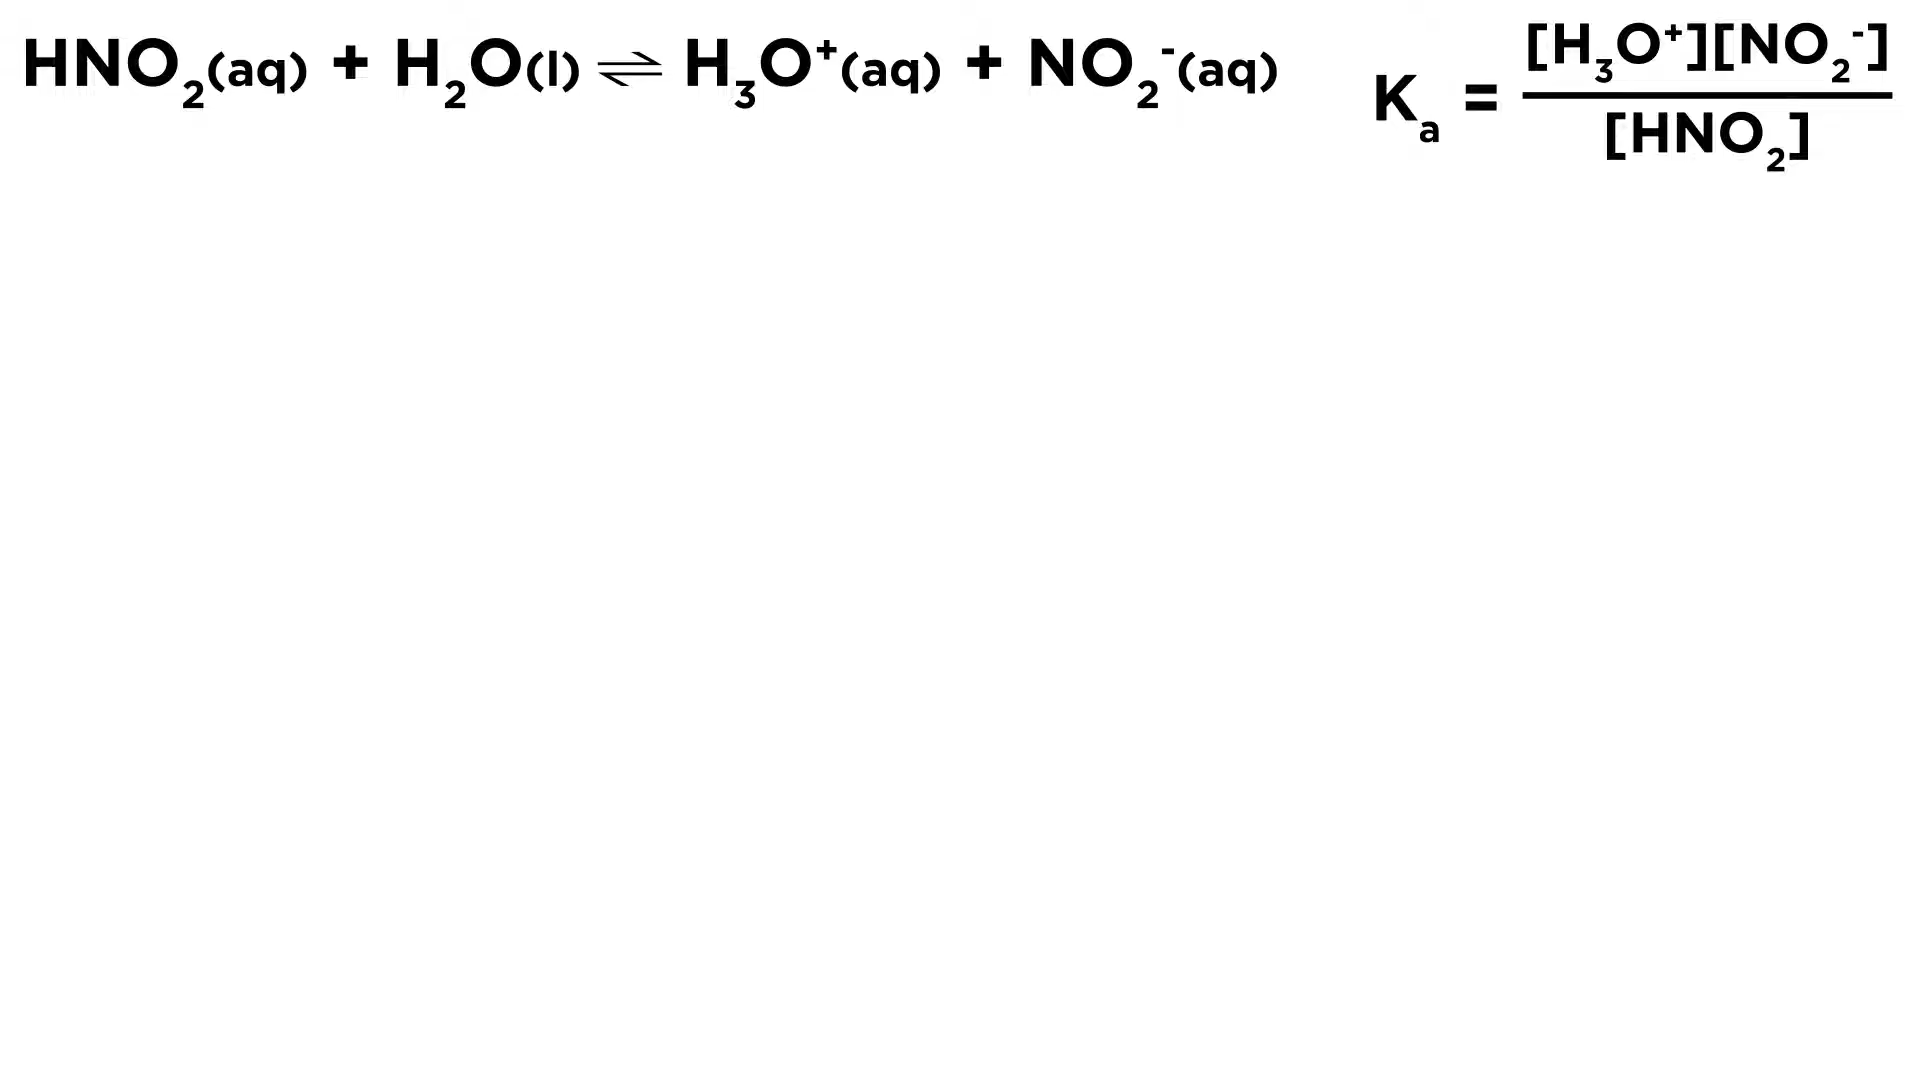 HNO₂(aq) + H₂O(l) ⇌ H₃O⁺(aq) + NO₂⁻(aq)
Kₐ = [H₃O⁺][NO₂⁻]
[HNO₂]